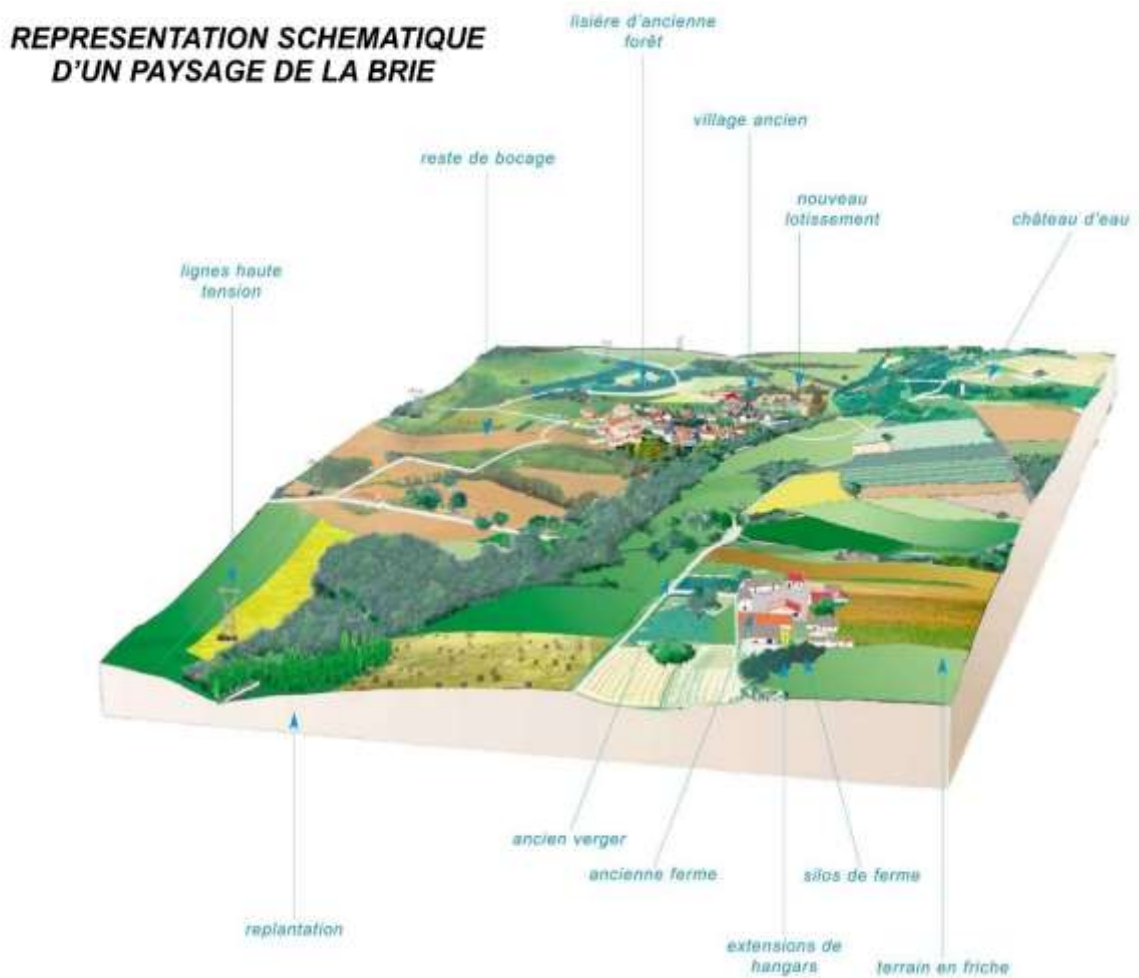 REPRESENTATION SCHEMATIQUE
D'UN PAYSAGE DE LA BRIE
lisiére d'ancienne
forêt
village ancien
reste de bocage
nouveau
lotissement
château d'eau
lignes haute
tension
ancien verger
ancienne ferme
silos de ferme
replantation
extensions de
hangars
terrain en friche